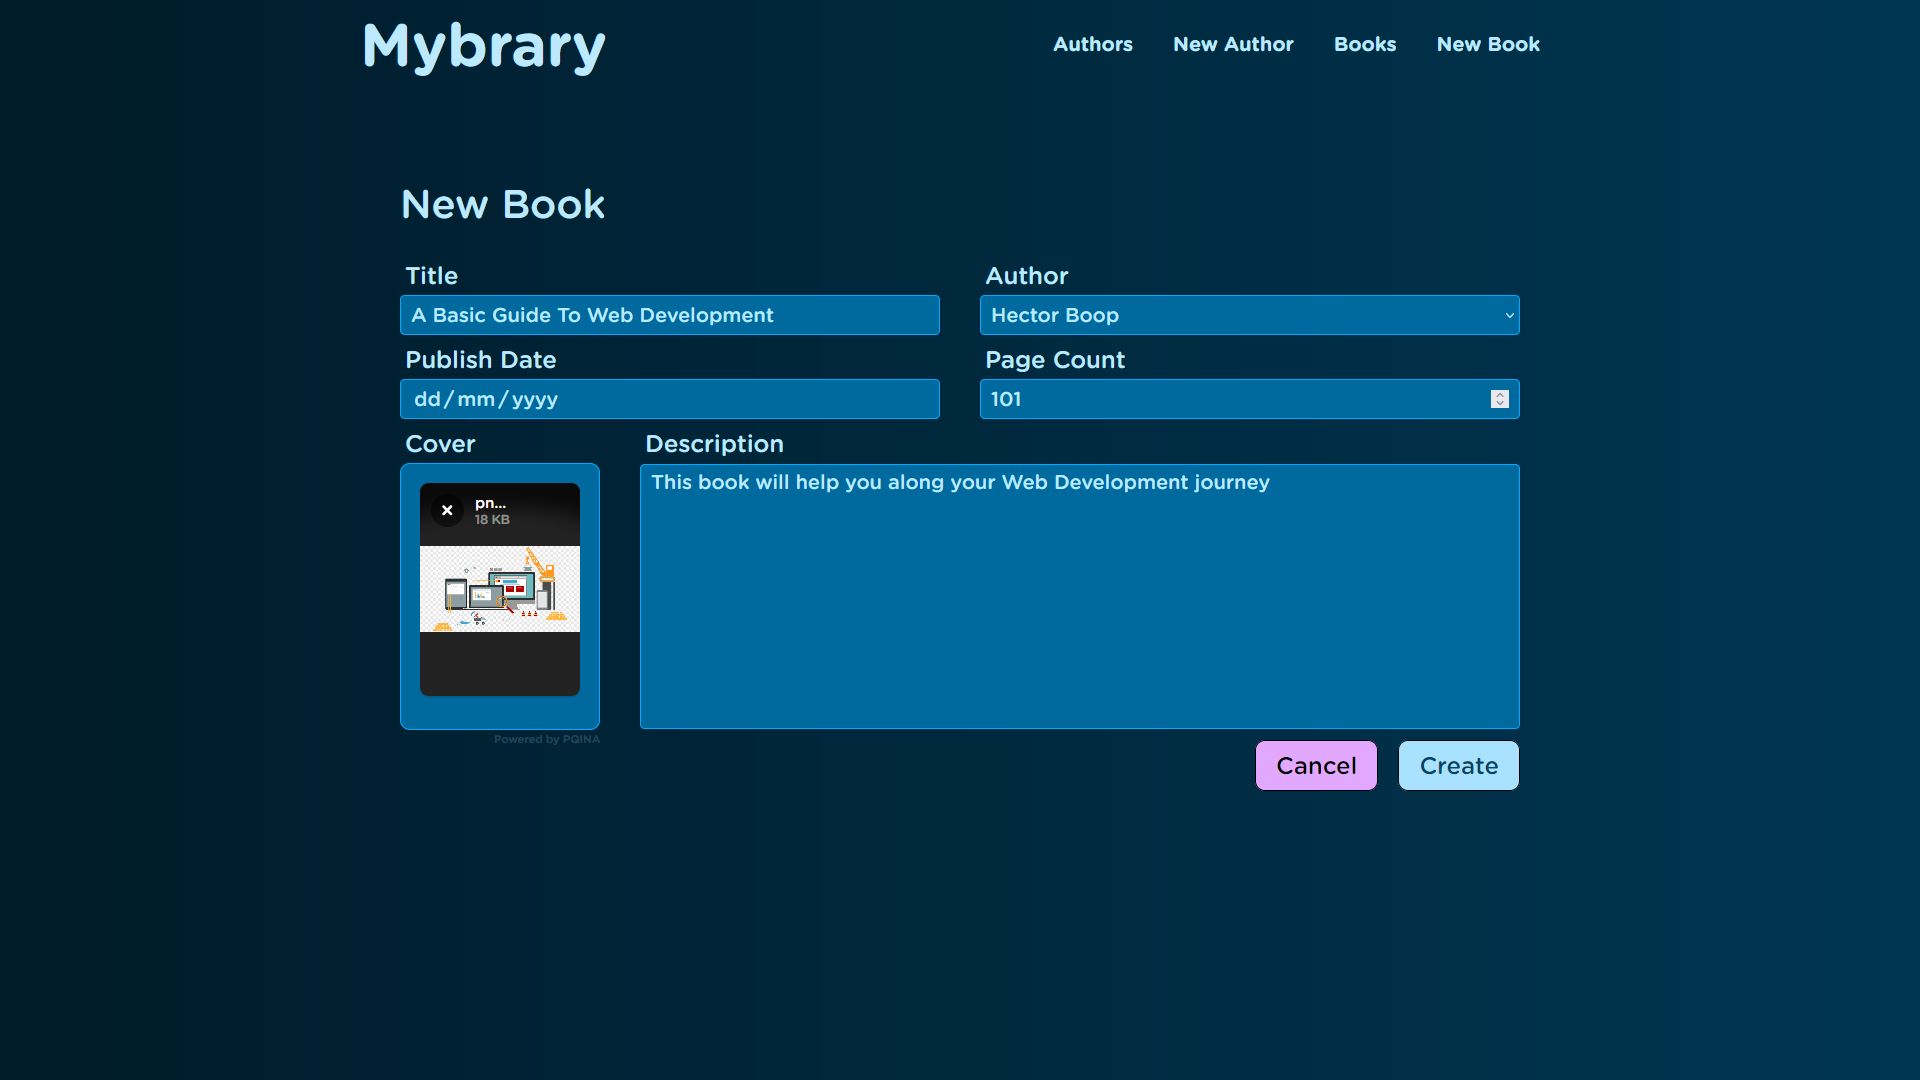 Mybrary
Authors New Author Books New Book
New Book
Title
A Basic Guide To Web Development
Author
Hector Boop
Publish Date
dd/mm/yyyy
Page Count
101
Cover
pn...
18 KB
Powered by PQINA
Description
This book will help you along your Web Development journey
Cancel Create